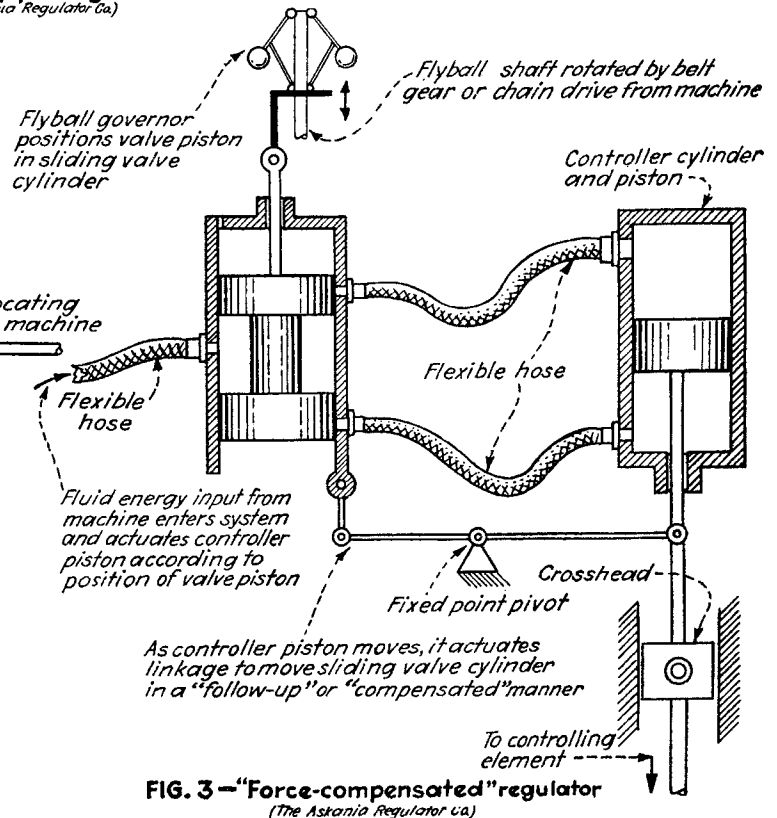 ia Regulator Co.)
Flyball shaft rotated by belt
gear or chain drive from machine
Flyball governor
positions valve piston
in sliding valve
cylinder
Controller cylinder
and piston
machine
Flexible
hose
Flexible hose
Fluid energy input from
machine enters system
and actuates controller
piston according to
position of valve piston
Fixed point pivot
Crosshead
As controller piston moves, it actuates
linkage to move sliding valve cylinder
in a "follow-up" or "compensated" manner
To controlling
element
FIG. 3—"Force-compensated" regulator
(The Askania Regulator Co.)